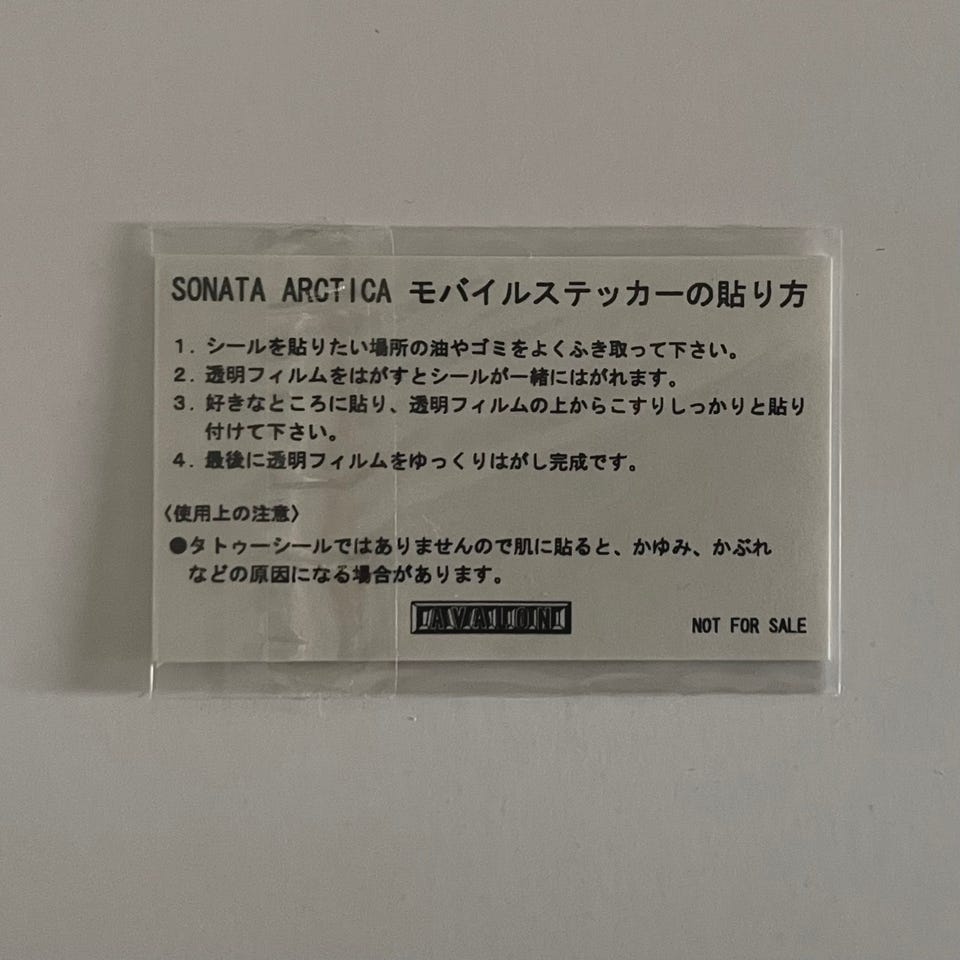 SONATA ARCTICA モバイルステッカーの貼り方
1. シールを貼りたい場所の油やゴミをよくふき取って下さい。
2. 透明フィルムをはがすとシールが一緒にはがれます。
3. 好きなところに貼り、透明フィルムの上からこすりしっかりと貼り
付けて下さい。
4. 最後に透明フィルムをゆっくりはがし完成です。
〈使用上の注意〉
●タトゥーシールではありませんので肌に貼ると、かゆみ、かぶれ
などの原因になる場合があります。
AVALON
NOT FOR SALE